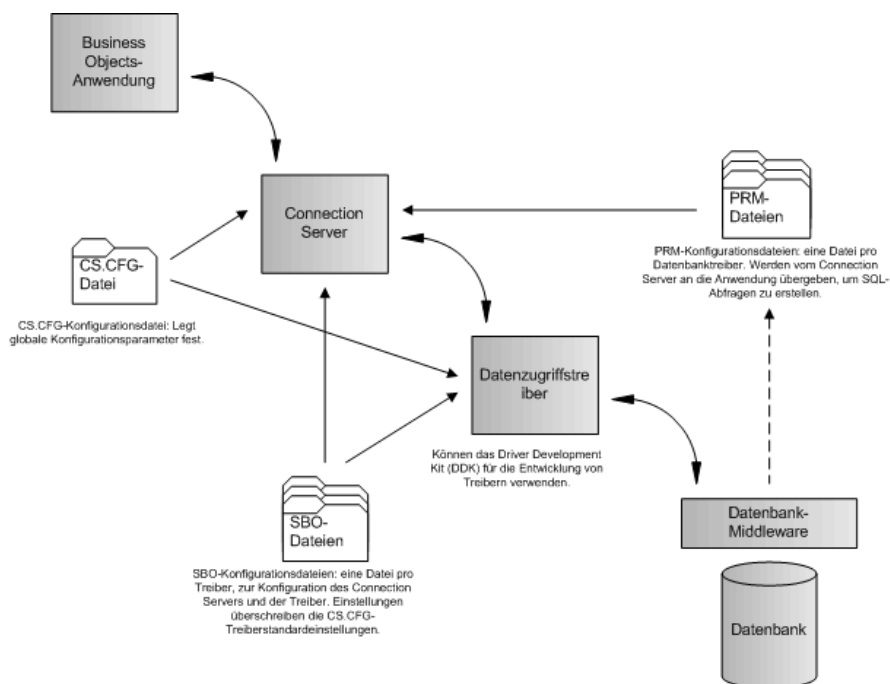 Business
Objects-
Anwendung
Connection
Server
PRM-
Dateien
PRM-Konfigurationsdateien: eine Datei pro
Datenbanktreiber. Werden vom Connection
Server an die Anwendung übergeben, um SQL-
Abfragen zu erstellen.
CS.CFG-
Datei
CS.CFG-Konfigurationsdatei: Legt
globale Konfigurationsparameter fest.
Datenzugriffstre
iber
Können das Driver Development
Kit (DDK) für die Entwicklung von
Treibern verwenden.
SBO-
Dateien
SBO-Konfigurationsdateien: eine Datei pro
Treiber, zur Konfiguration des Connection
Servers und der Treiber. Einstellungen
überschreiben die CS.CFG-
Treiberstandardeinstellungen.
Datenbank-
Middleware
Datenbank